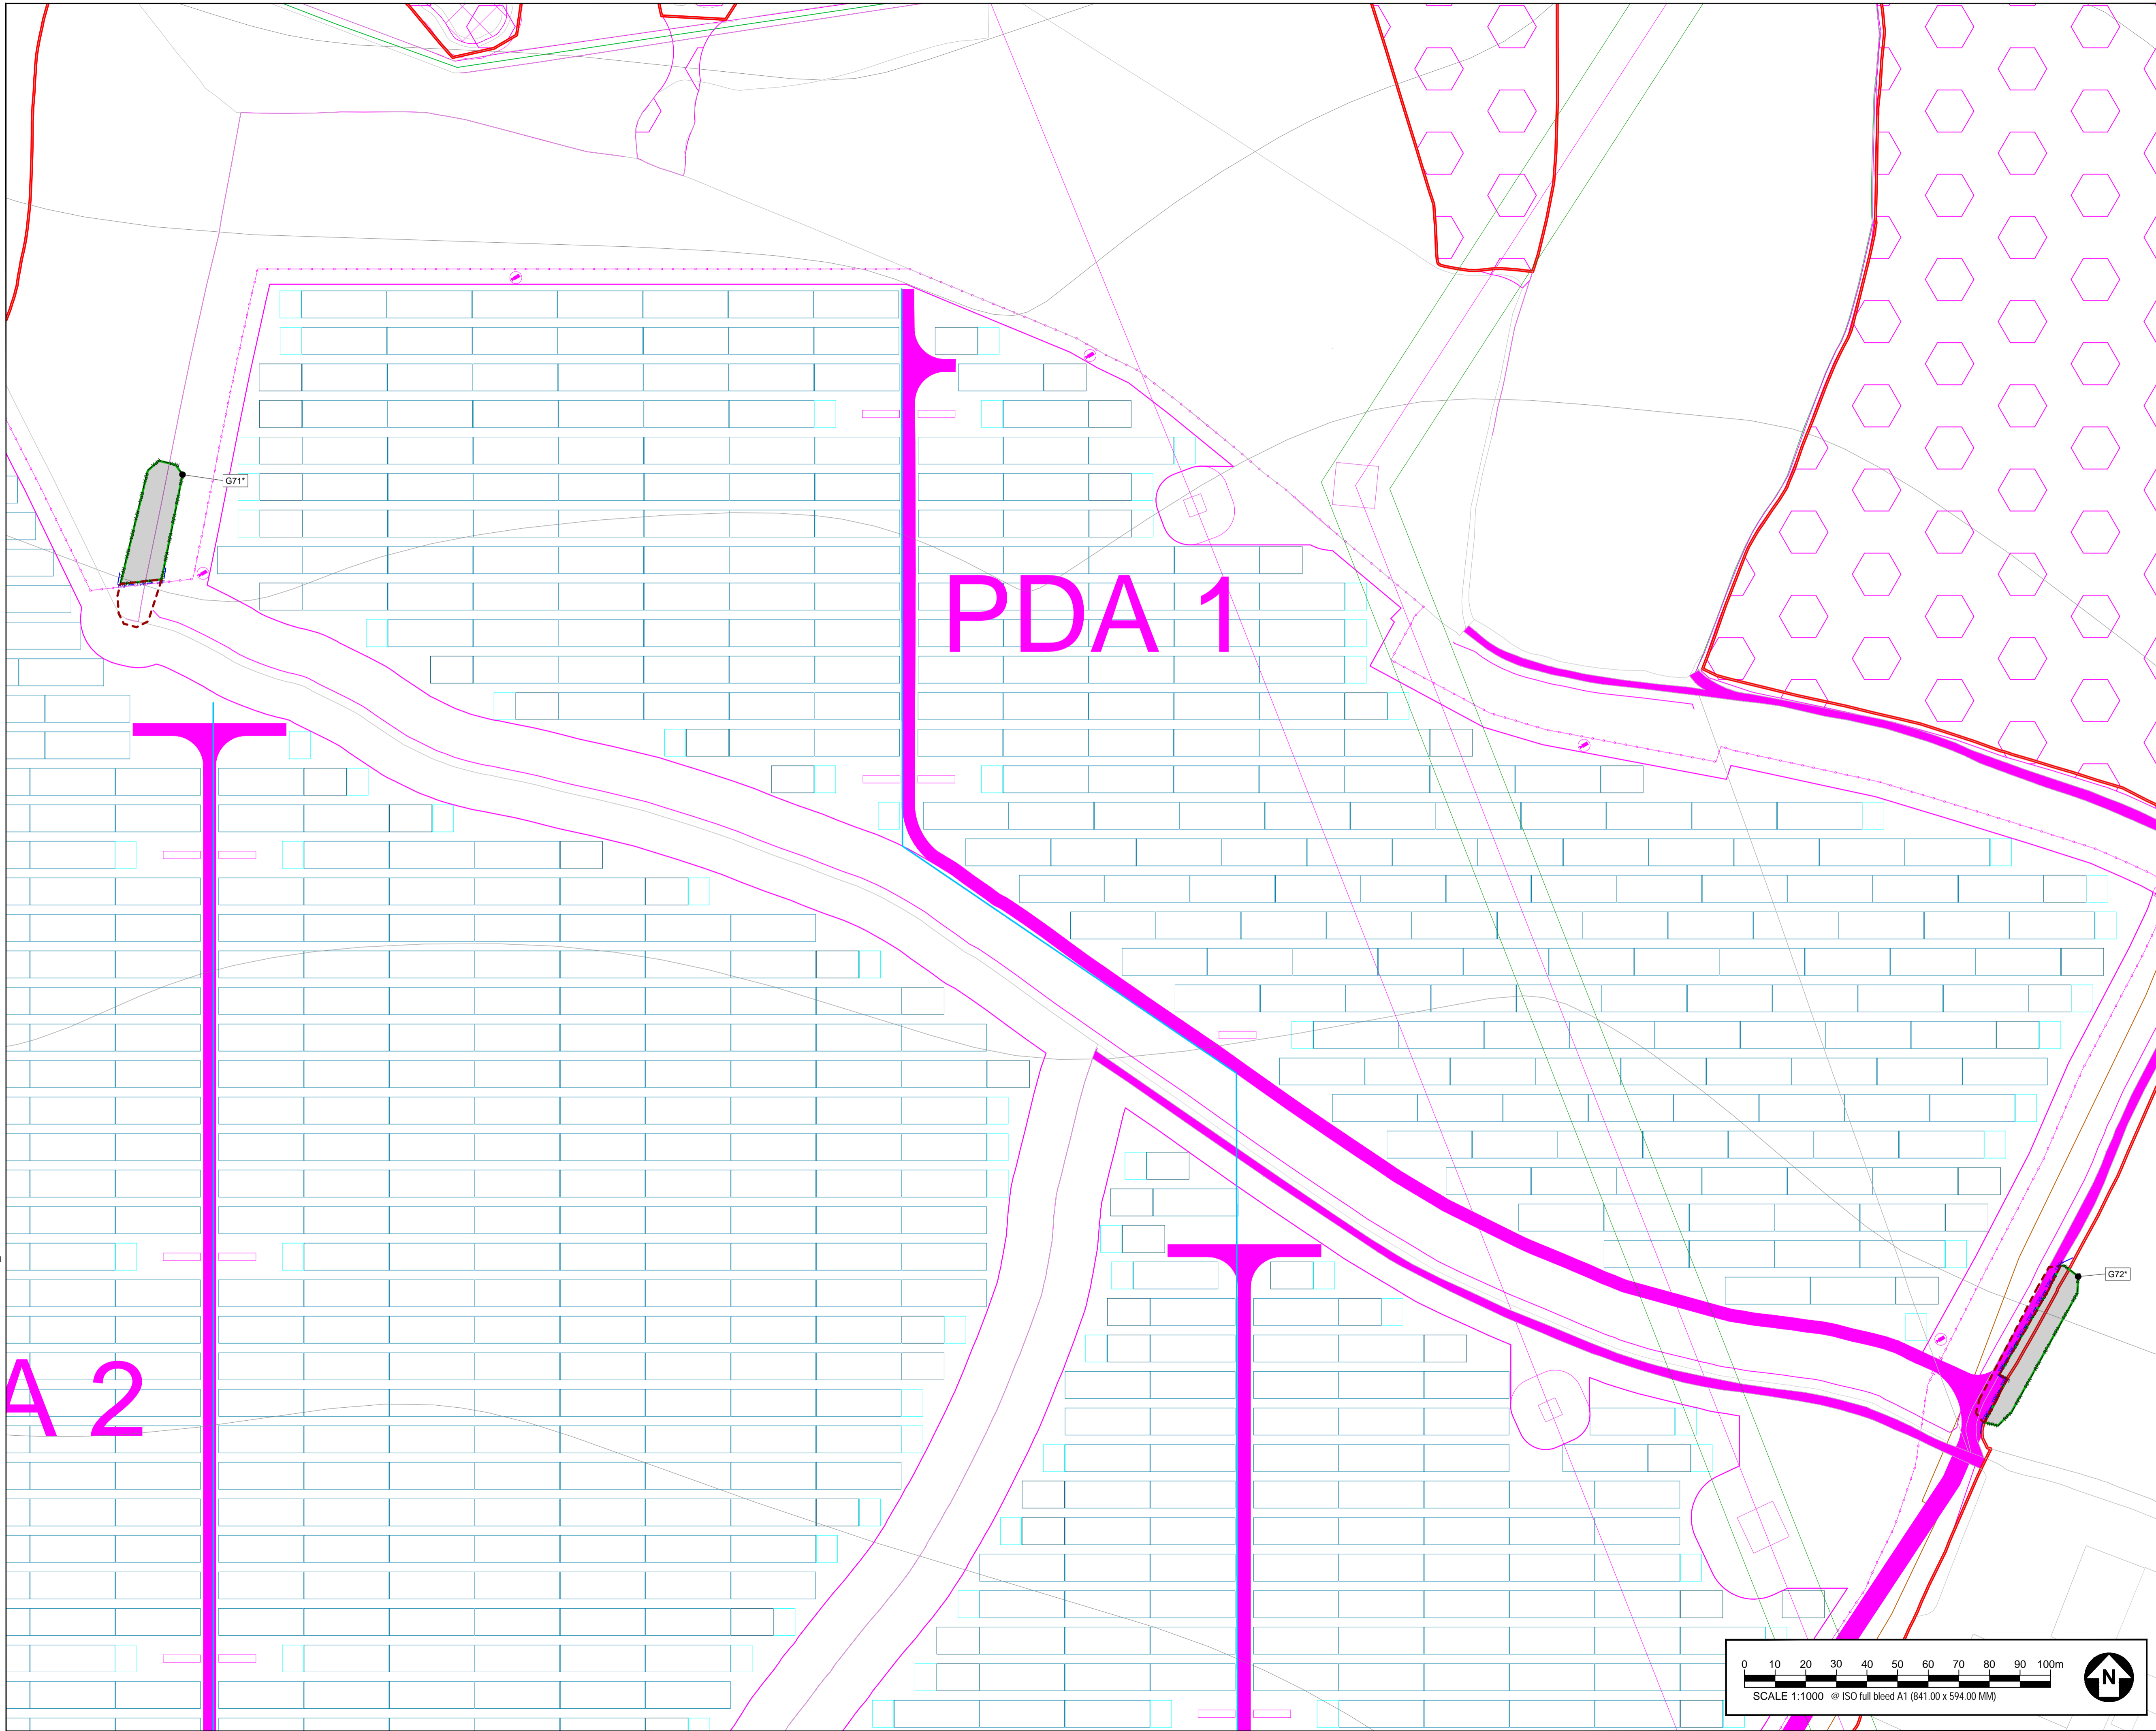 G71*
PDA 1
G72*
A 2
0 10 20 30 40 50 60 70 80 90 100m
SCALE 1:1000 @ ISO full bleed A1 (841.00 x 594.00 MM)
N